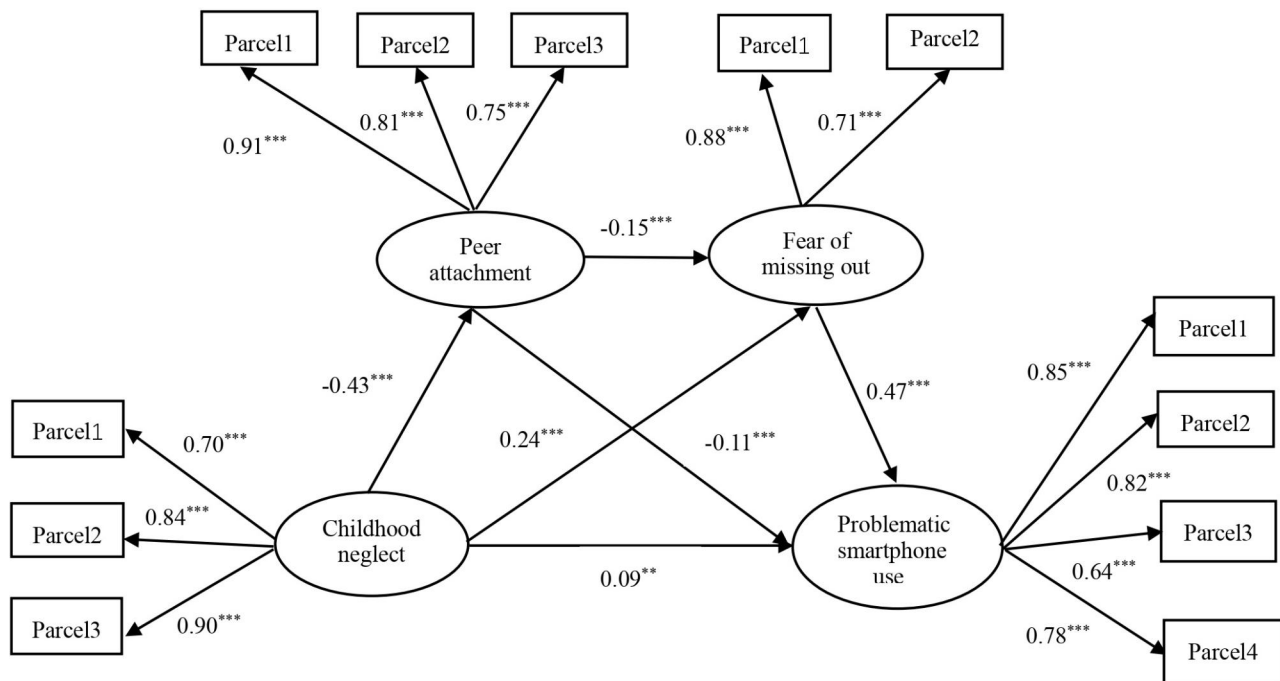 Parcel1
Parcel2
Parcel3
Parcel1
Parcel2
0.91***
0.81***
0.75***
0.88***
0.71***
Peer
attachment
-0.15***
Fear of
missing out
Parcel1
Parcel2
Parcel3
Parcel4
0.85***
0.82***
0.64***
0.78***
-0.43***
0.24***
-0.11***
0.47***
Parcel1
Parcel2
Parcel3
0.70***
0.84***
0.90***
Childhood
neglect
0.09**
Problematic
smartphone
use